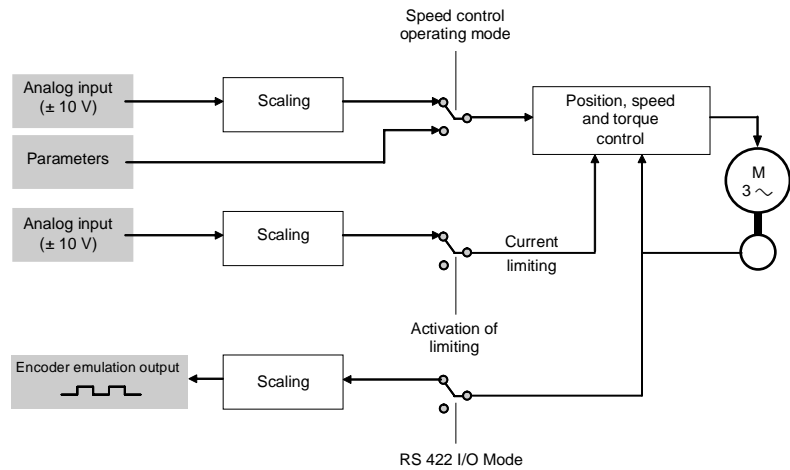 Speed control
operating mode
Analog input
(± 10 V)
Scaling
Position, speed
and torque
control
Parameters
M
3 ～
Analog input
(± 10 V)
Scaling
Current
limiting
Activation of
limiting
Encoder emulation output
Scaling
RS 422 I/O Mode